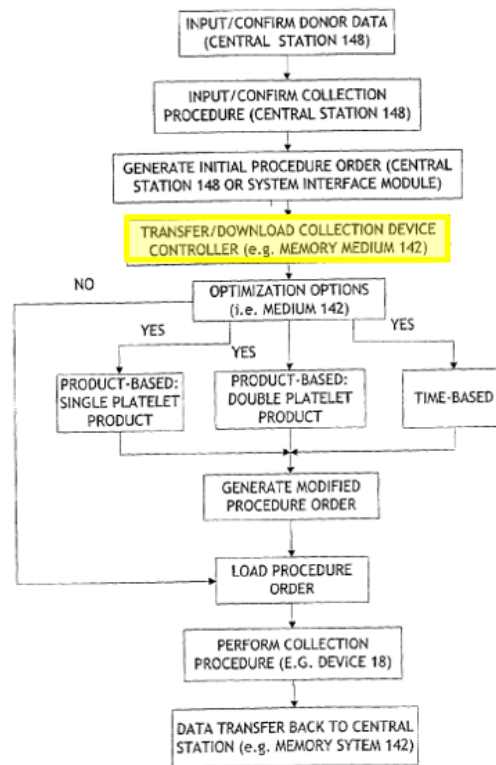 INPUT/CONFIRM DONOR DATA
(CENTRAL STATION 148)
INPUT/CONFIRM COLLECTION
PROCEDURE (CENTRAL STATION 148)
GENERATE INITIAL PROCEDURE ORDER (CENTRAL
STATION 148 OR SYSTEM INTERFACE MODULE)
TRANSFER/DOWNLOAD COLLECTION DEVICE
CONTROLLER (e.g. MEMORY MEDIUM 142)
NO
OPTIMIZATION OPTIONS
(i.e. MEDIUM 142)
YES
YES
YES
PRODUCT-BASED:
SINGLE PLATELET
PRODUCT
PRODUCT-BASED:
DOUBLE PLATELET
PRODUCT
TIME-BASED
GENERATE MODIFIED
PROCEDURE ORDER
LOAD PROCEDURE
ORDER
PERFORM COLLECTION
PROCEDURE (E.G. DEVICE 18)
DATA TRANSFER BACK TO CENTRAL
STATION (e.g. MEMORY SYTEM 142)